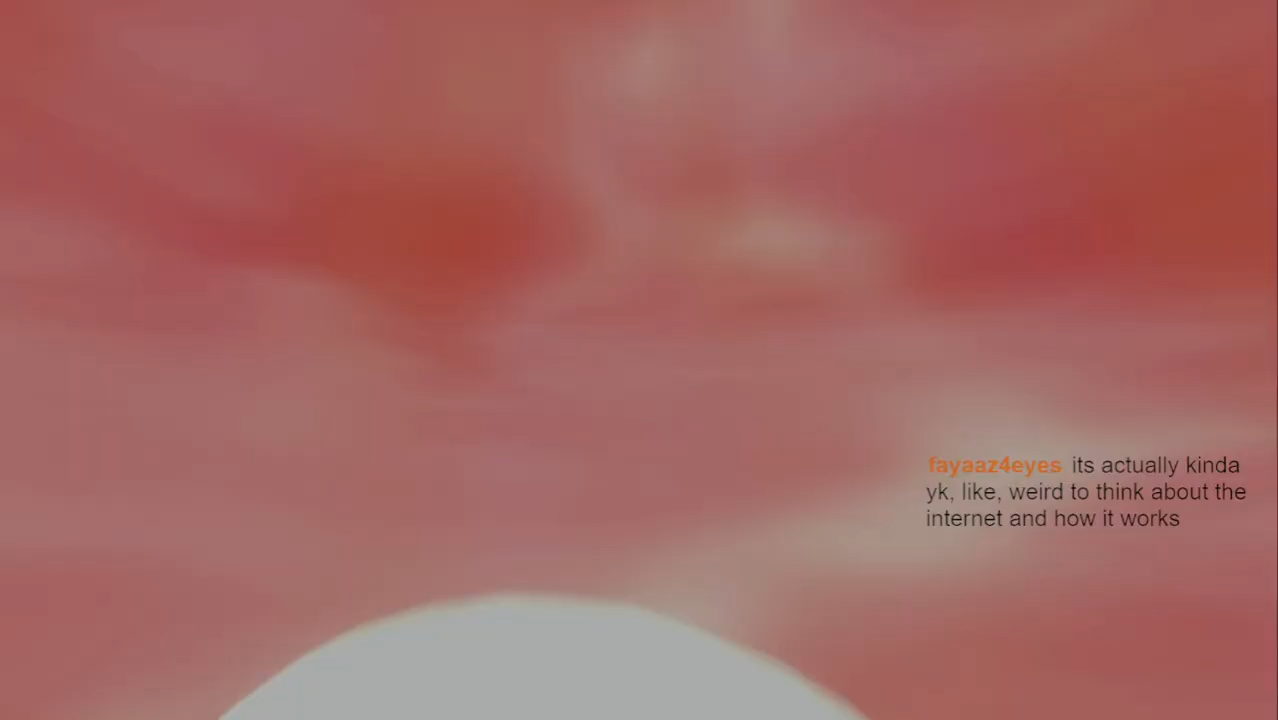 fayaaz4eyes its actually kinda
yk, like, weird to think about the
internet and how it works